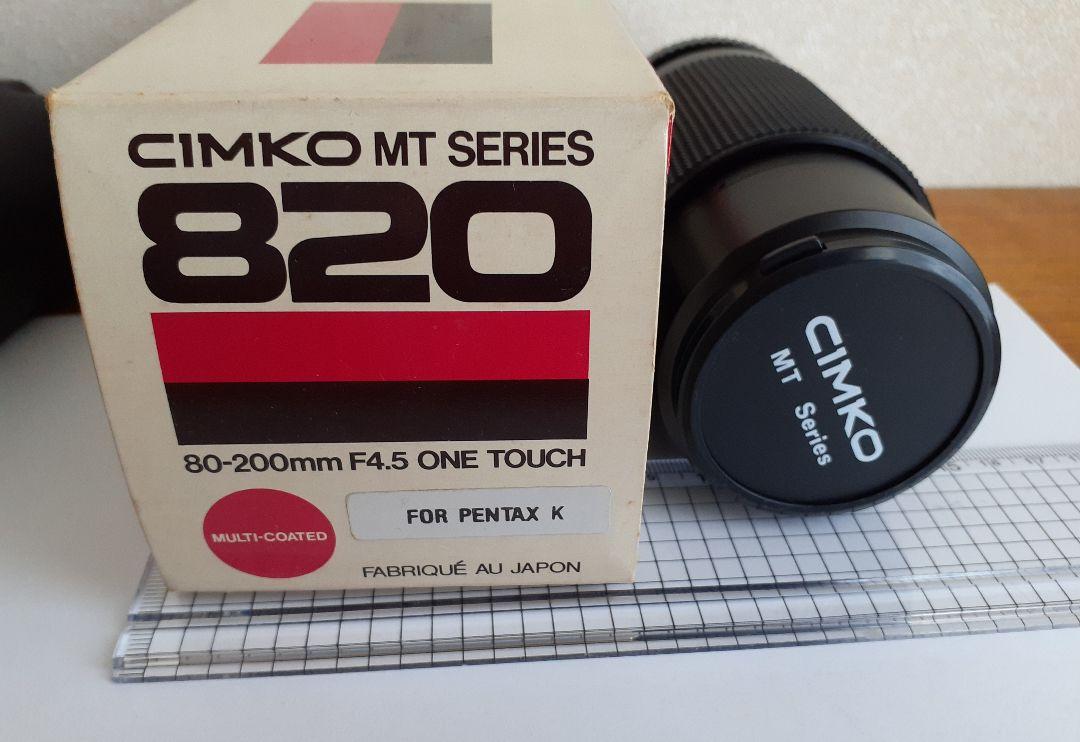 CIMKO MT SERIES
820
80-200mm F4.5 ONE TOUCH
MULTI-COATED
FOR PENTAX K
FABRIQUÉ AU JAPON
CIMKO
MT Series
15